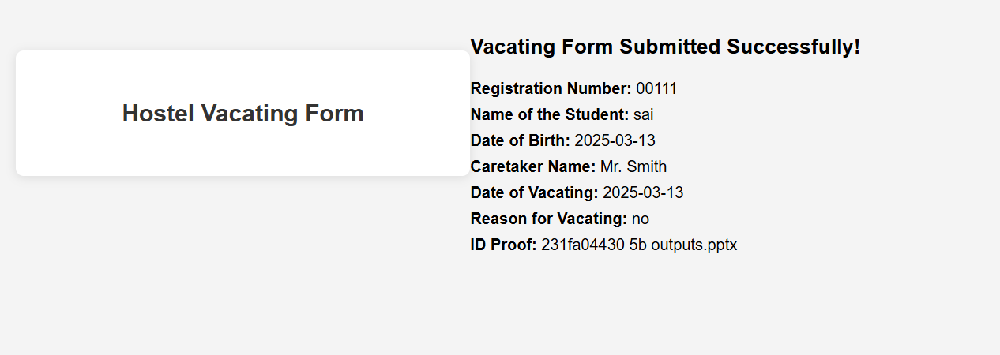 Hostel Vacating Form
Vacating Form Submitted Successfully!
Registration Number: 00111
Name of the Student: sai
Date of Birth: 2025-03-13
Caretaker Name: Mr. Smith
Date of Vacating: 2025-03-13
Reason for Vacating: no
ID Proof: 231fa04430 5b outputs.pptx